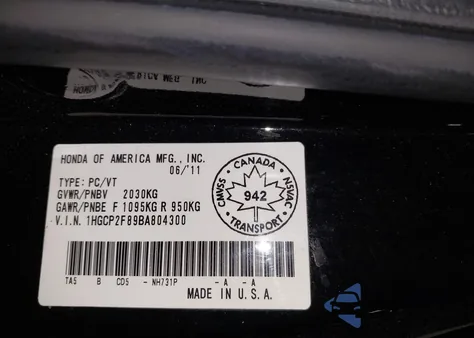 HONDA OF AMERICA MFG., INC.
06/'11
TYPE: PC/VT
GVWR/PNBV 2030KG
GAWR/PNBE F 1095KG R 950KG
V.I.N. 1HGCP2F89BA804300
CANADA
CMVSS
942
NSVAC
TRANSPORT
TA5 B CD5 - NH731P - A - A
MADE IN U.S.A.